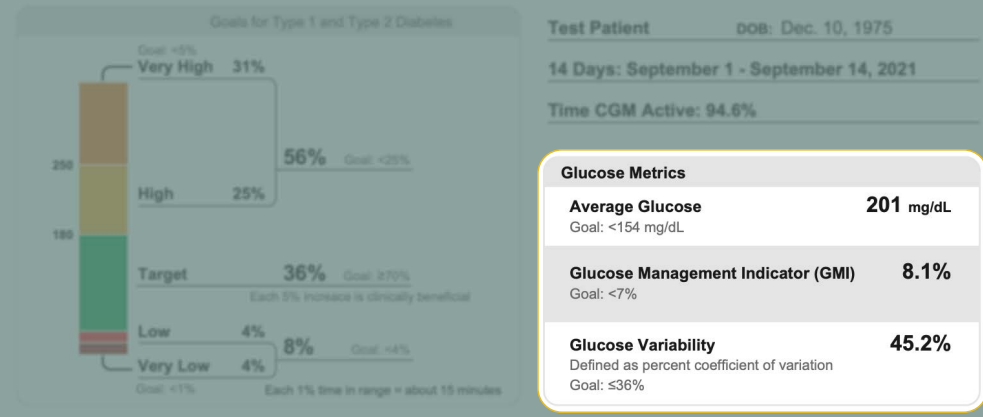 Goals for Type 1 and Type 2 Diabetes
Goal: <5%
Very High 31%
56% Goal: <25%
250
High 25%
180
Target 36% Goal: ≥70%
Each 5% increase is clinically beneficial
Low 4%
8% Goal: <4%
Very Low 4%
Goal: <1%
Each 1% time in range = about 15 minutes
Test Patient DOB: Dec. 10, 1975
14 Days: September 1 - September 14, 2021
Time CGM Active: 94.6%
Glucose Metrics
Average Glucose 201 mg/dL
Goal: <154 mg/dL
Glucose Management Indicator (GMI) 8.1%
Goal: <7%
Glucose Variability 45.2%
Defined as percent coefficient of variation
Goal: ≤36%